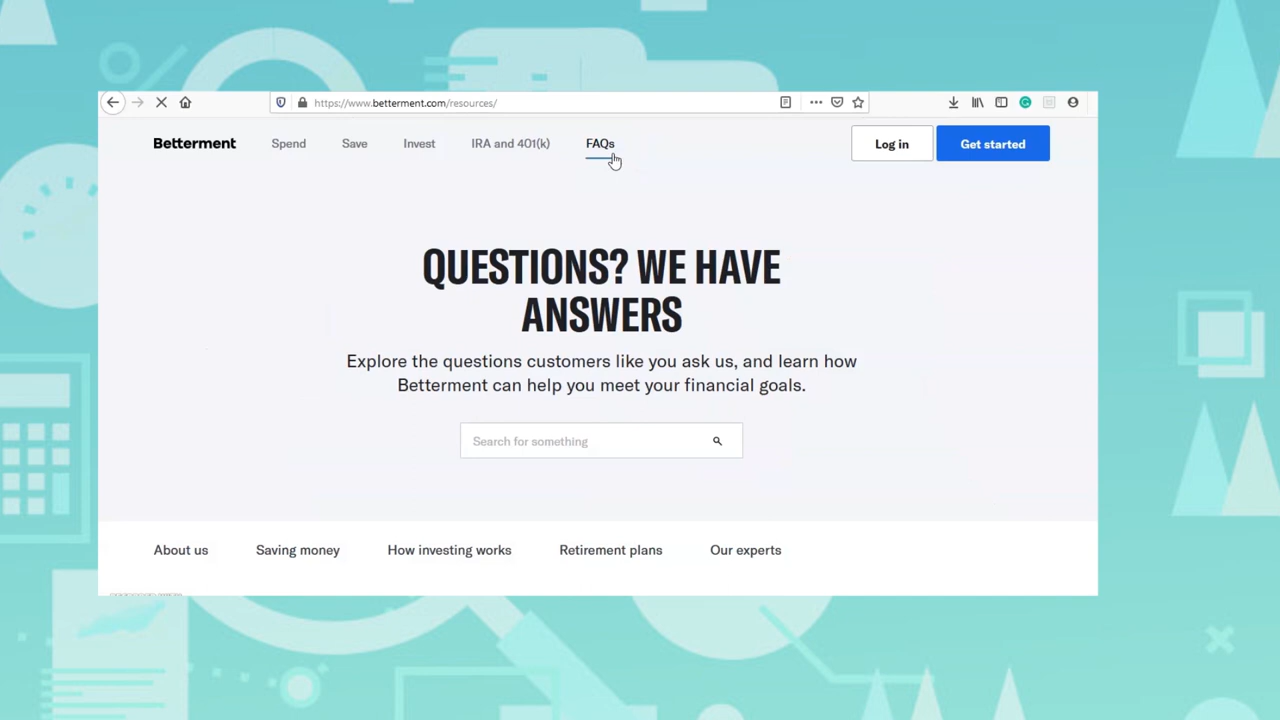 https://www.betterment.com/resources/
Betterment Spend Save Invest IRA and 401(k) FAQs Log in Get started
QUESTIONS? WE HAVE
ANSWERS
Explore the questions customers like you ask us, and learn how
Betterment can help you meet your financial goals.
Search for something
About us Saving money How investing works Retirement plans Our experts